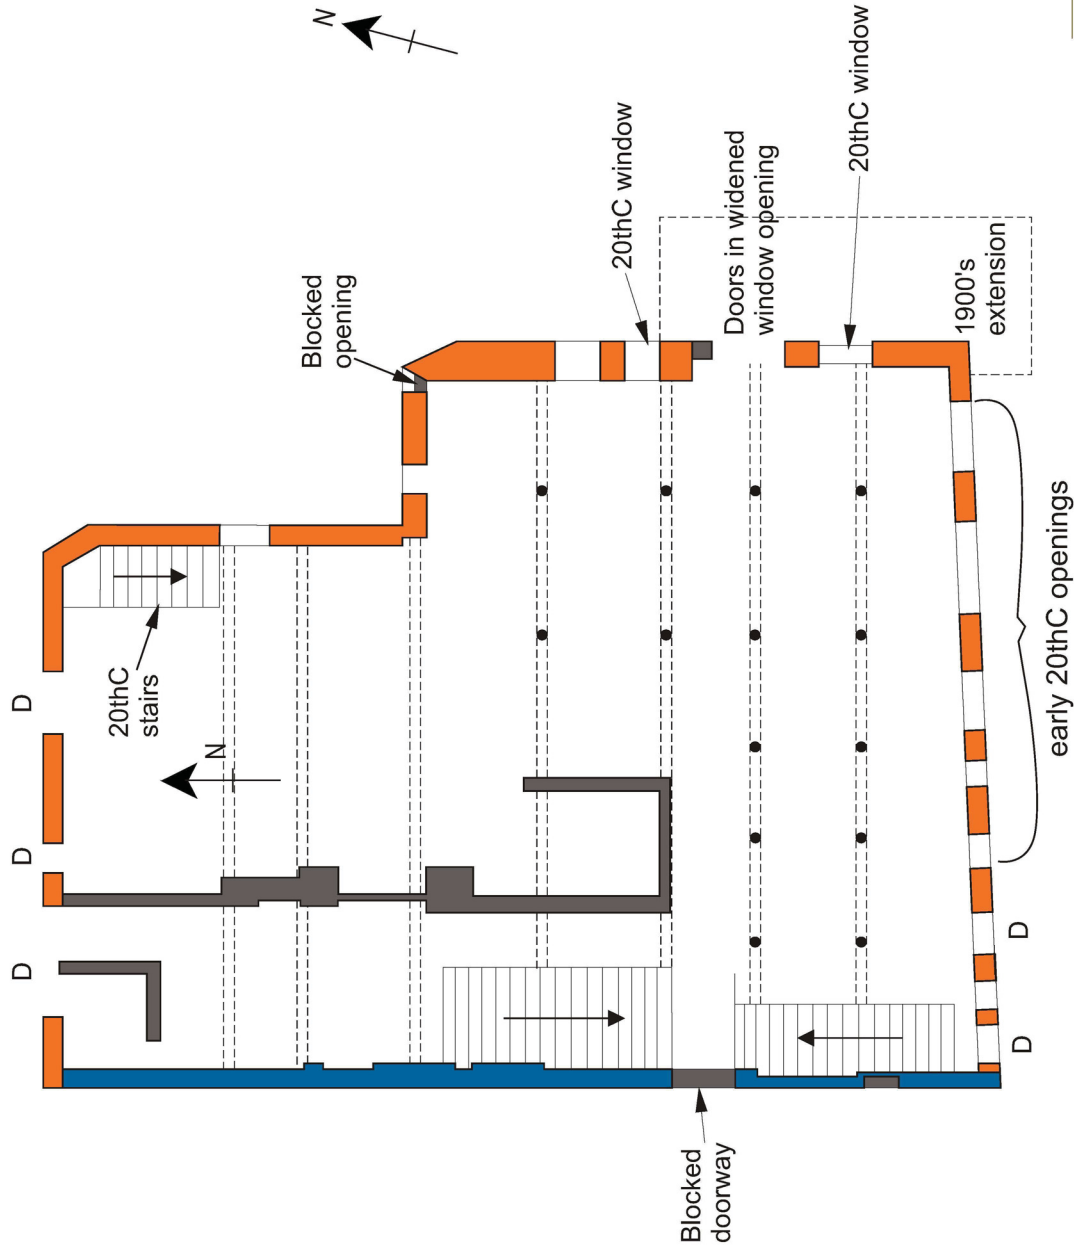 N
Blocked
opening
20thC window
Doors in widened
window opening
20thC window
1900's
extension
D
20thC
stairs
N
D
D
early 20thC openings
D
D
Blocked
doorway